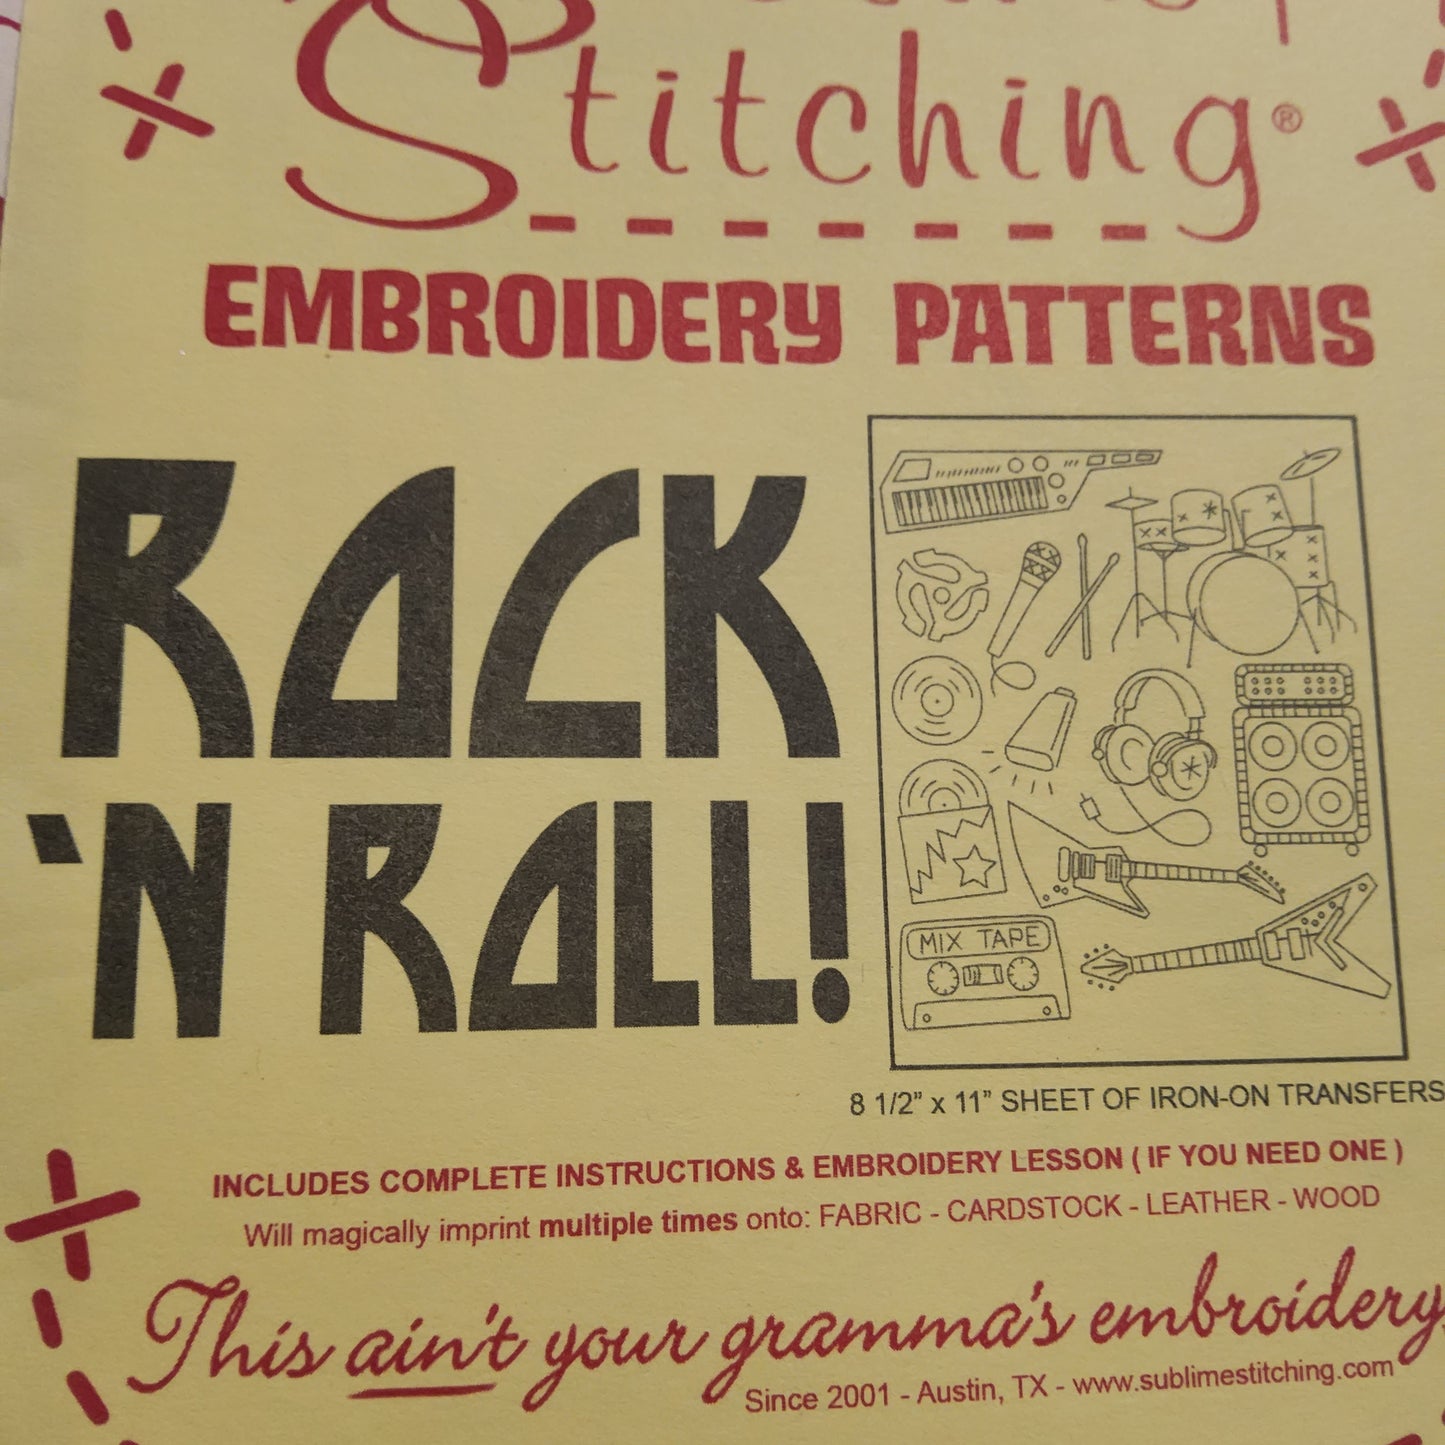 Stitching®
EMBROIDERY PATTERNS
ROCK
'N ROLL!
MIX TAPE
8 1/2” x 11” SHEET OF IRON-ON TRANSFERS
INCLUDES COMPLETE INSTRUCTIONS & EMBROIDERY LESSON ( IF YOU NEED ONE )
Will magically imprint multiple times onto: FABRIC - CARDSTOCK - LEATHER - WOOD
This ain't your gramma's embroidery.
Since 2001 - Austin, TX - www.sublimestitching.com